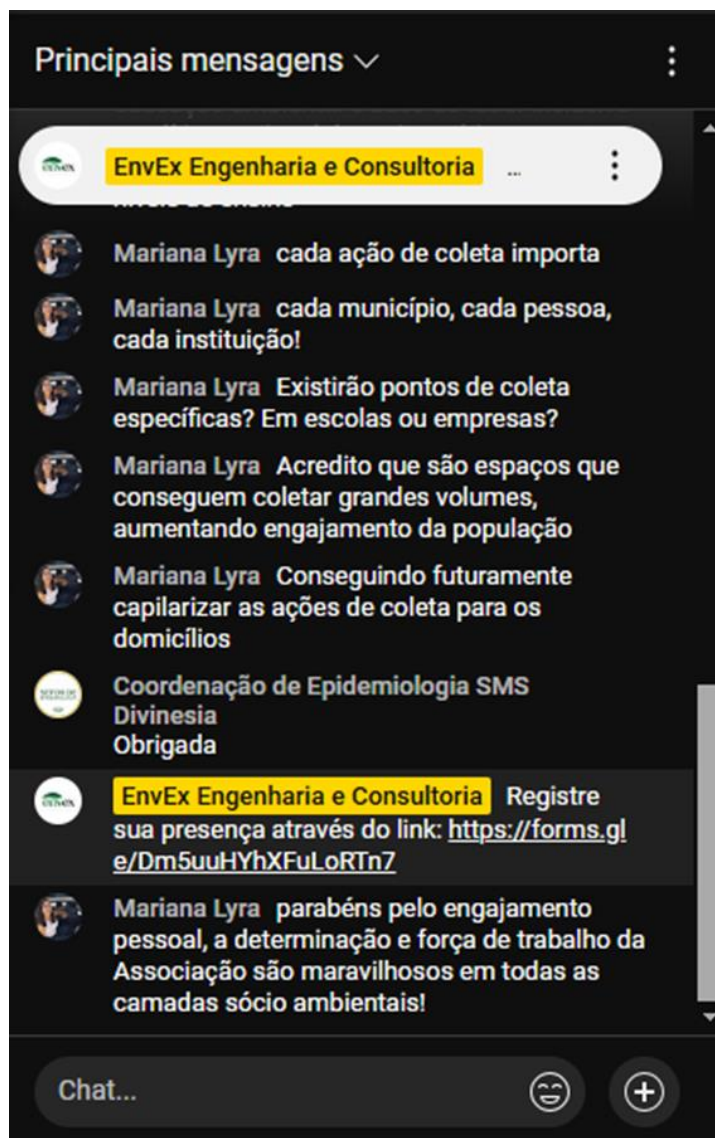 Principais mensagens
EnvEx Engenharia e Consultoria ...
Mariana Lyra cada ação de coleta importa
Mariana Lyra cada município, cada pessoa,
cada instituição!
Mariana Lyra Existirão pontos de coleta
específicas? Em escolas ou empresas?
Mariana Lyra Acredito que são espaços que
conseguem coletar grandes volumes,
aumentando engajamento da população
Mariana Lyra Conseguindo futuramente
capilarizar as ações de coleta para os
domicílios
Coordenação de Epidemiologia SMS
Divinesia
Obrigada
EnvEx Engenharia e Consultoria Registre
sua presença através do link: https://forms.gl
e/Dm5uuHYhXFuLoRTn7
Mariana Lyra parabéns pelo engajamento
pessoal, a determinação e força de trabalho da
Associação são maravilhosos em todas as
camadas sócio ambientais!
Chat...